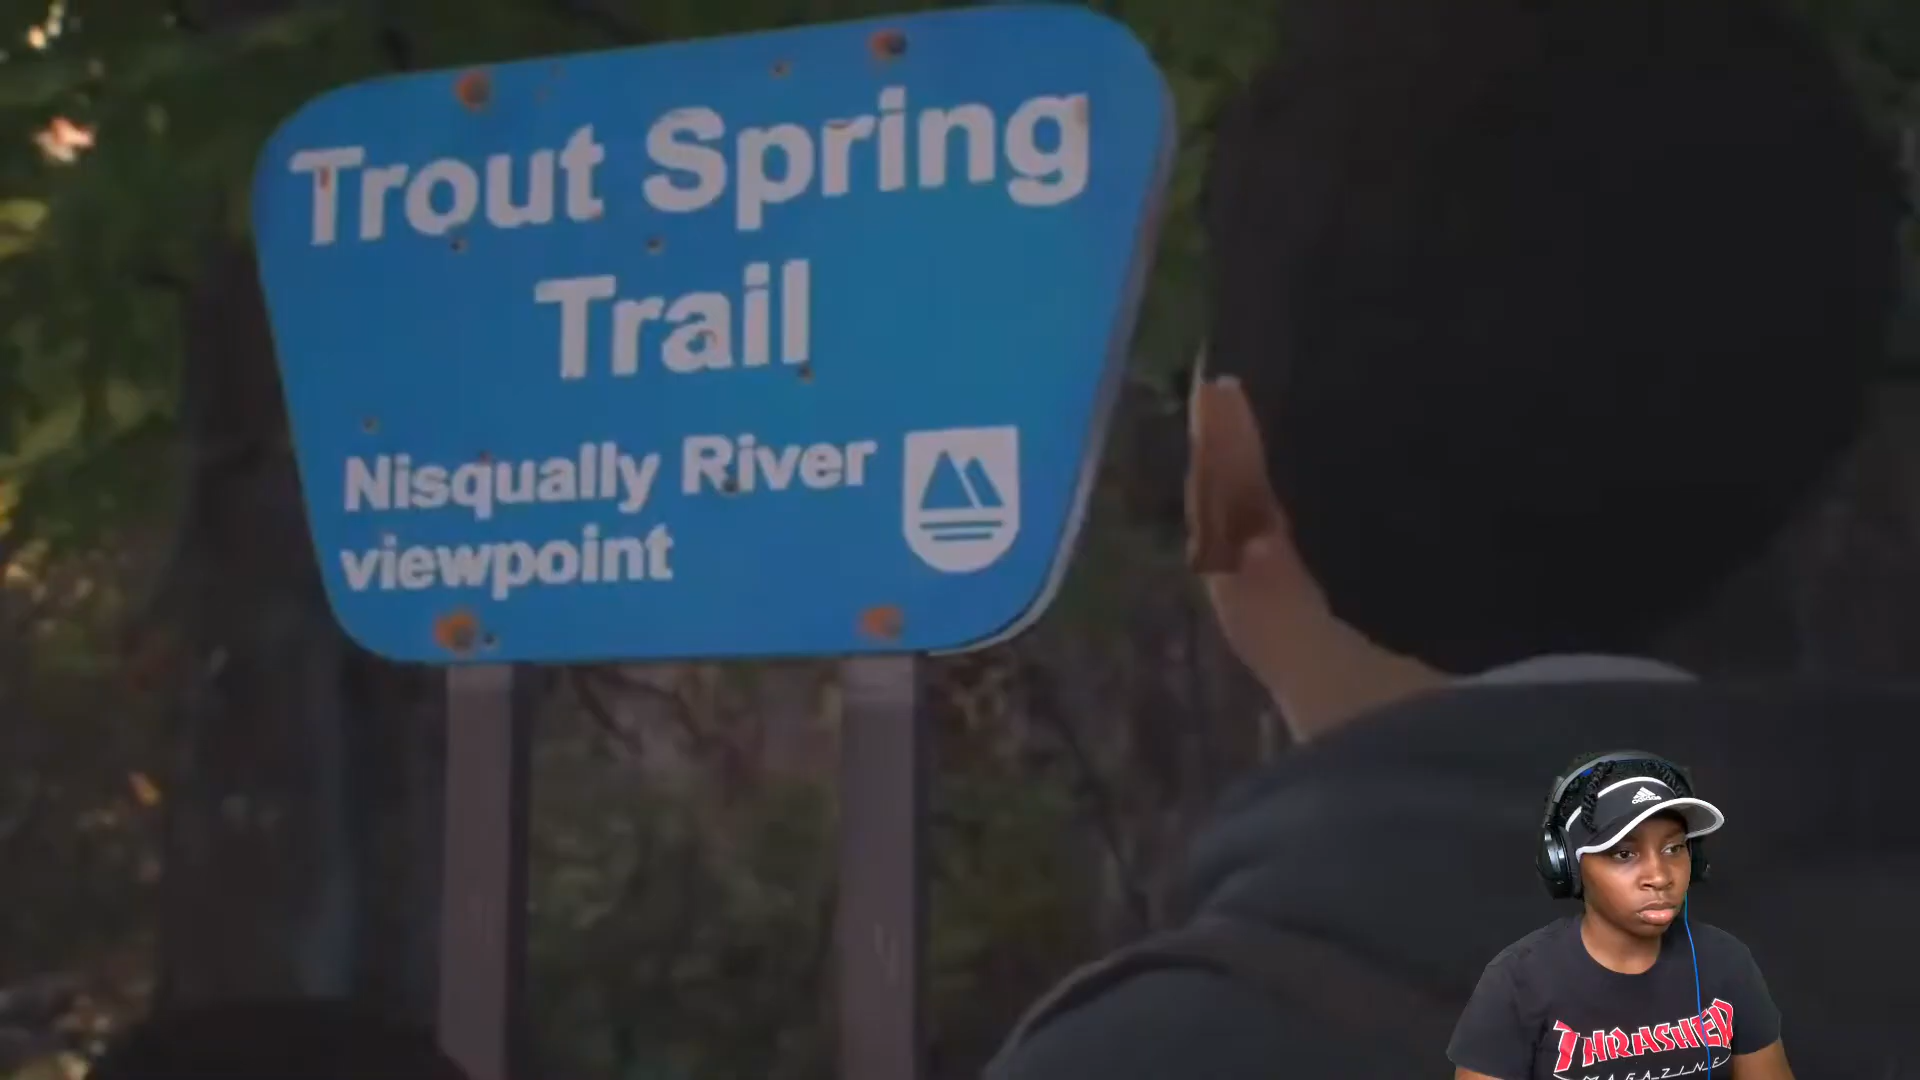 Trout Spring
Trail
Nisqually River
viewpoint
adidas
THRASHER
MAGAZINE